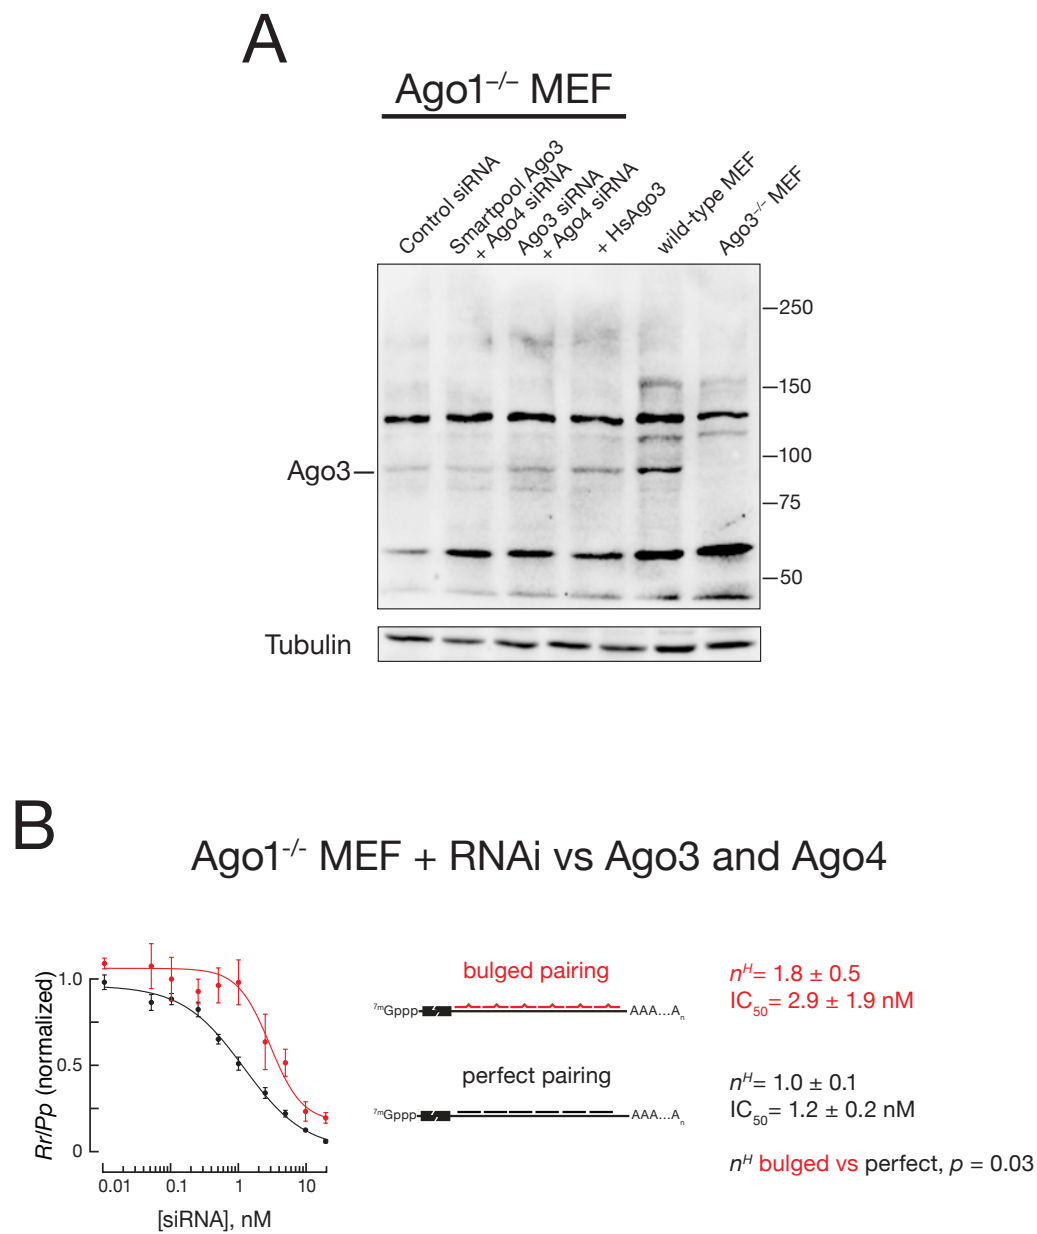 A
Ago1–/– MEF
Control siRNA
Smartpool Ago3
+ Ago4 siRNA
Ago3 siRNA
+ Ago4 siRNA
+ HsAgo3
wild-type MEF
Ago3–/– MEF
250
150
100
Ago3
75
50
Tubulin
B
Ago1-/- MEF + RNAi vs Ago3 and Ago4
Rr/Pp (normalized)
1.0
0.5
0
0.01 0.1 1 10
[siRNA], nM
bulged pairing
7mGppp AAA...An
perfect pairing
7mGppp AAA...An
nH= 1.8 ± 0.5
IC50= 2.9 ± 1.9 nM
nH= 1.0 ± 0.1
IC50= 1.2 ± 0.2 nM
nH bulged vs perfect, p = 0.03